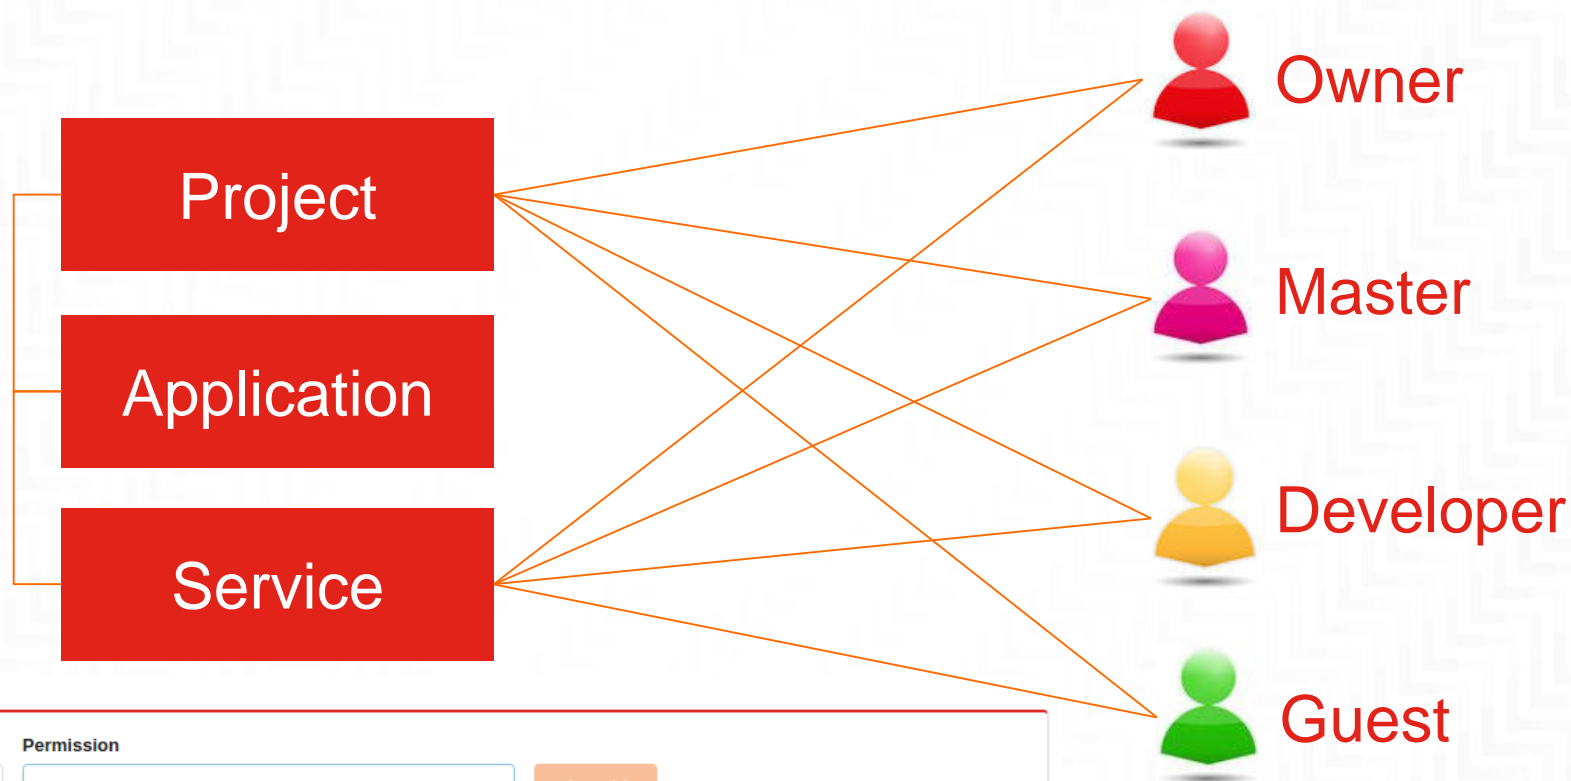 Project
Application
Service
Owner
Master
Developer
Guest
Permission